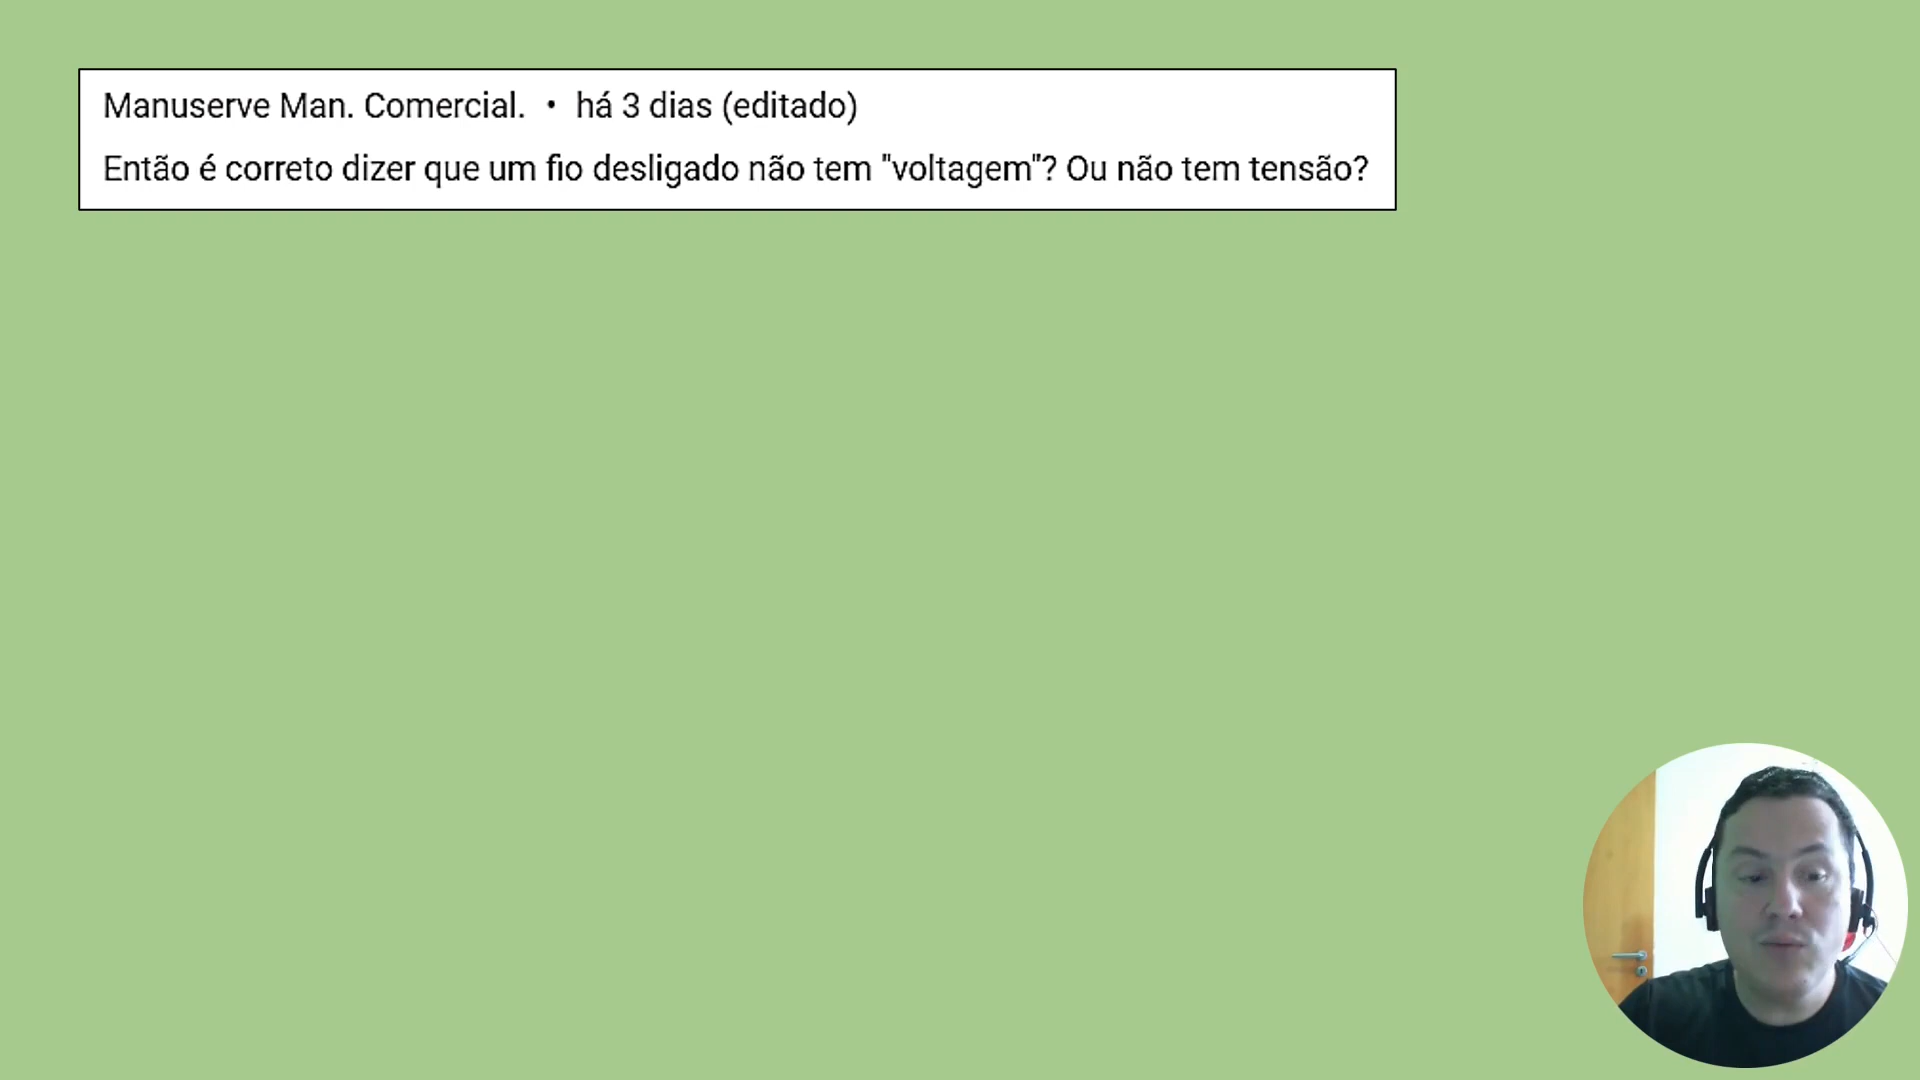 Manuserve Man. Comercial. • há 3 dias (editado)
Então é correto dizer que um fio desligado não tem "voltagem"? Ou não tem tensão?